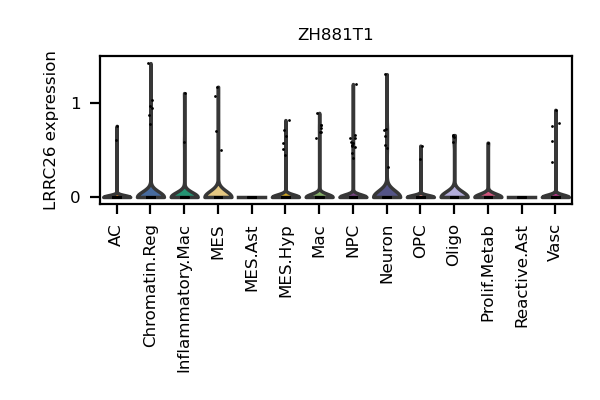 ZH881T1
LRRC26 expression
1
0
AC
Chromatin.Reg
Inflammatory.Mac
MES
MES.Ast
MES.Hyp
Mac
NPC
Neuron
OPC
Oligo
Prolif.Metab
Reactive.Ast
Vasc